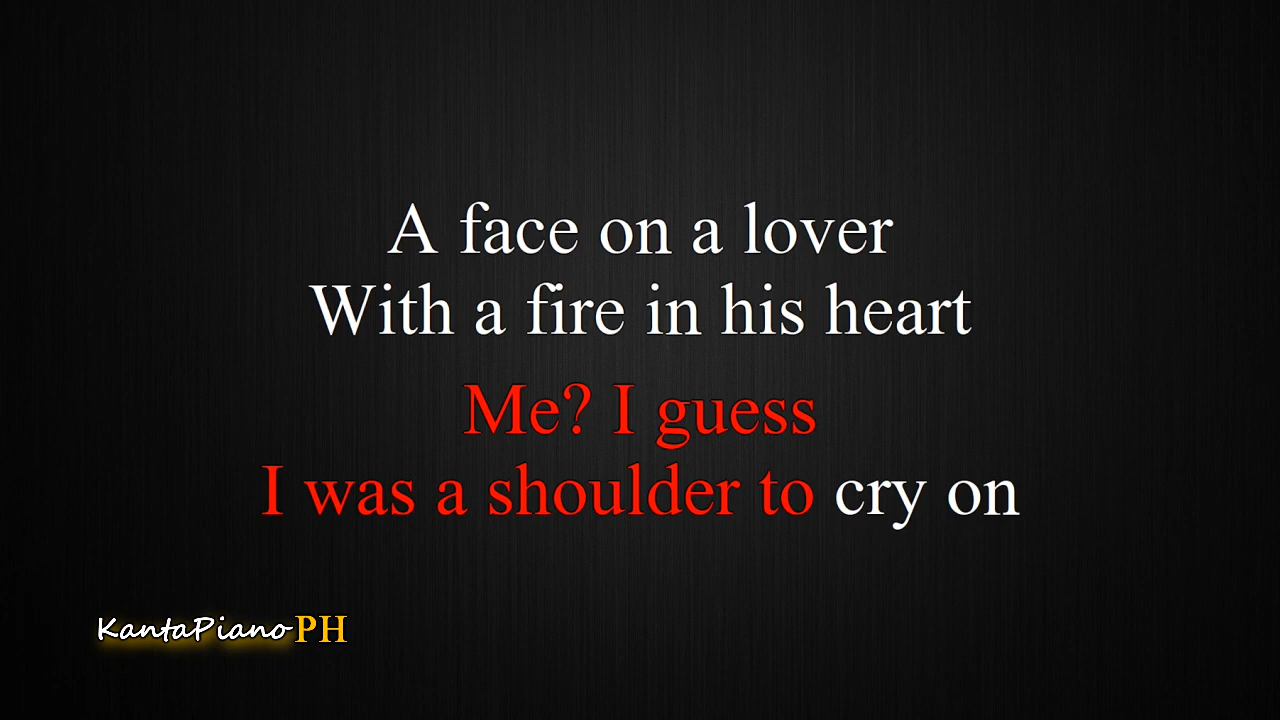 A face on a lover
With a fire in his heart
Me? I guess
I was a shoulder to cry on
KantaPianoPH